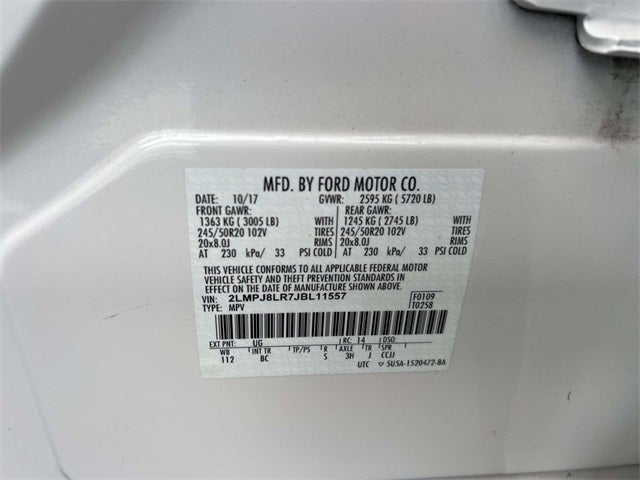 MFD. BY FORD MOTOR CO.
DATE: 10/17 GVWR: 2595 KG ( 5720 LB)
FRONT GAWR: REAR GAWR:
1363 KG ( 3005 LB) WITH 1245 KG ( 2745 LB) WITH
245/50R20 102V TIRES 245/50R20 102V TIRES
20x8.0J RIMS 20x8.0J RIMS
AT 230 kPa/ 33 PSI COLD AT 230 kPa/ 33 PSI COLD
THIS VEHICLE CONFORMS TO ALL APPLICABLE FEDERAL MOTOR
VEHICLE SAFETY AND THEFT PREVENTION STANDARDS IN
EFFECT ON THE DATE OF MANUFACTURE SHOWN ABOVE.
VIN: 2LMPJ8LR7JBL11557 F0109
TYPE: MPV T0258
EXT PNT: UG RC: 14 DSO:
WB INT TR TP/PS R AXLE TR SPR
112 BC S 3H J CCJJ
UTC ▽ 5U5A-1520472-BA